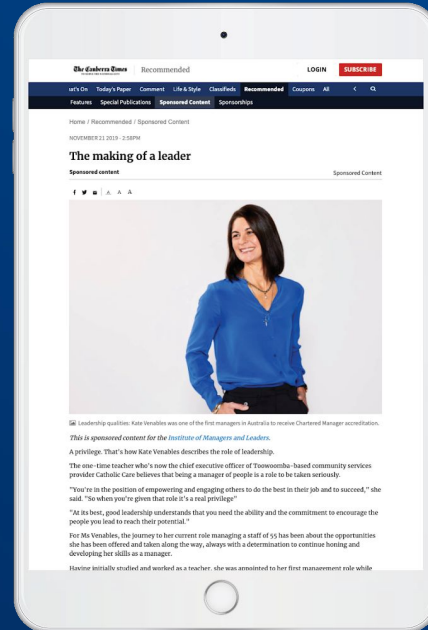 The Canberra Times
Recommended
LOGIN
SUBSCRIBE
at's On Today's Paper Comment Life & Style Classifieds Recommended Coupons All
Features Special Publications Sponsored Content Sponsorships
Home / Recommended / Sponsored Content
NOVEMBER 21 2019 - 2:58PM
The making of a leader
Sponsored content
Sponsored Content
A A A
Leadership qualities: Kate Venables was one of the first managers in Australia to receive Chartered Manager accreditation.
This is sponsored content for the Institute of Managers and Leaders.
A privilege. That's how Kate Venables describes the role of leadership.
The one-time teacher who's now the chief executive officer of Toowoomba-based community services
provider Catholic Care believes that being a manager of people is a role to be taken seriously.
"You're in the position of empowering and engaging others to do the best in their job and to succeed," she
said. "So when you're given that role it's a real privilege"
"At its best, good leadership understands that you need the ability and the commitment to encourage the
people you lead to reach their potential."
For Ms Venables, the journey to her current role managing a staff of 55 has been about the opportunities
she has been offered and taken along the way, always with a determination to continue honing and
developing her skills as a manager.
Having initially studied and worked as a teacher, she was appointed to her first management role while